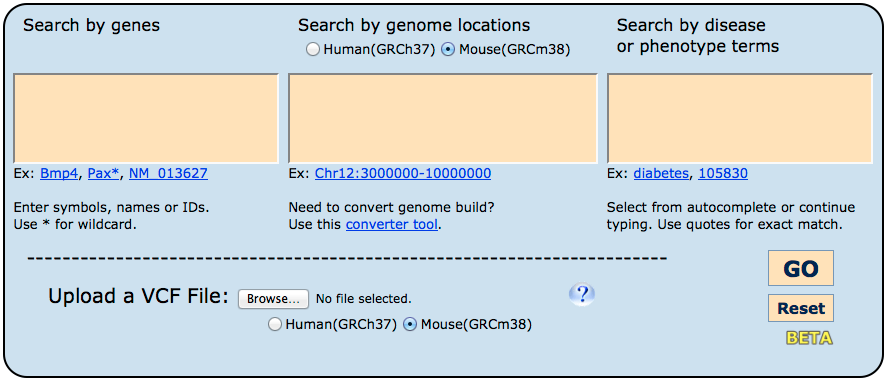 Search by genes
Search by genome locations
Human(GRCh37) Mouse(GRCm38)
Search by disease
or phenotype terms
Ex: Bmp4, Pax*, NM_013627
Ex: Chr12:3000000-10000000
Ex: diabetes, 105830
Enter symbols, names or IDs.
Use * for wildcard.
Need to convert genome build?
Use this converter tool.
Select from autocomplete or continue
typing. Use quotes for exact match.
------------------------------------------------------------------------
Upload a VCF File: Browse... No file selected. ?
Human(GRCh37) Mouse(GRCm38)
GO
Reset
BETA